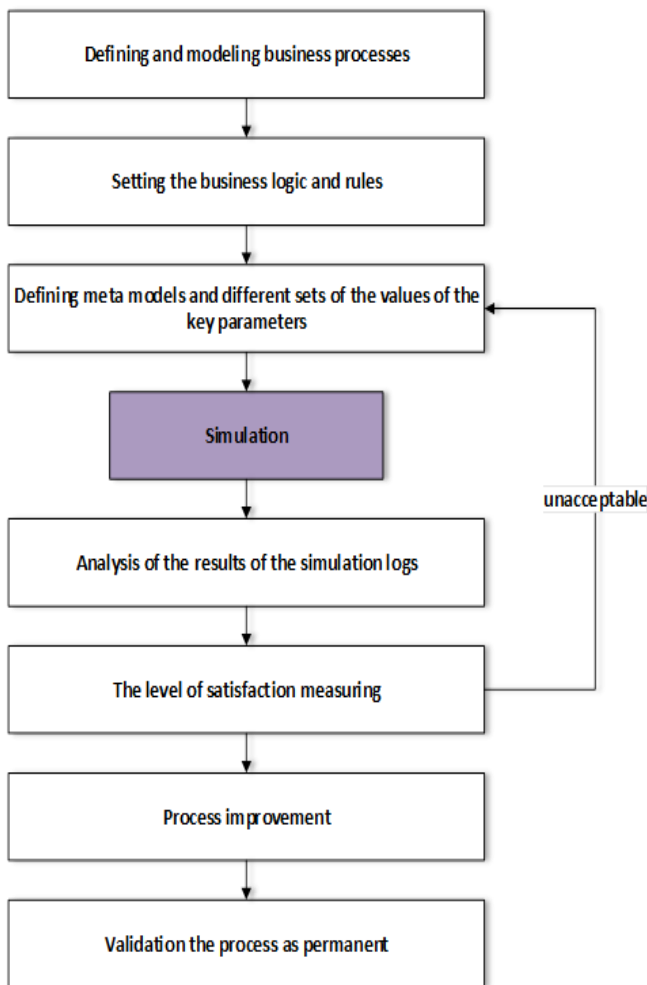 Defining and modeling business processes
Setting the business logic and rules
Defining meta models and different sets of the values of the
key parameters
Simulation
unacceptable
Analysis of the results of the simulation logs
The level of satisfaction measuring
Process improvement
Validation the process as permanent